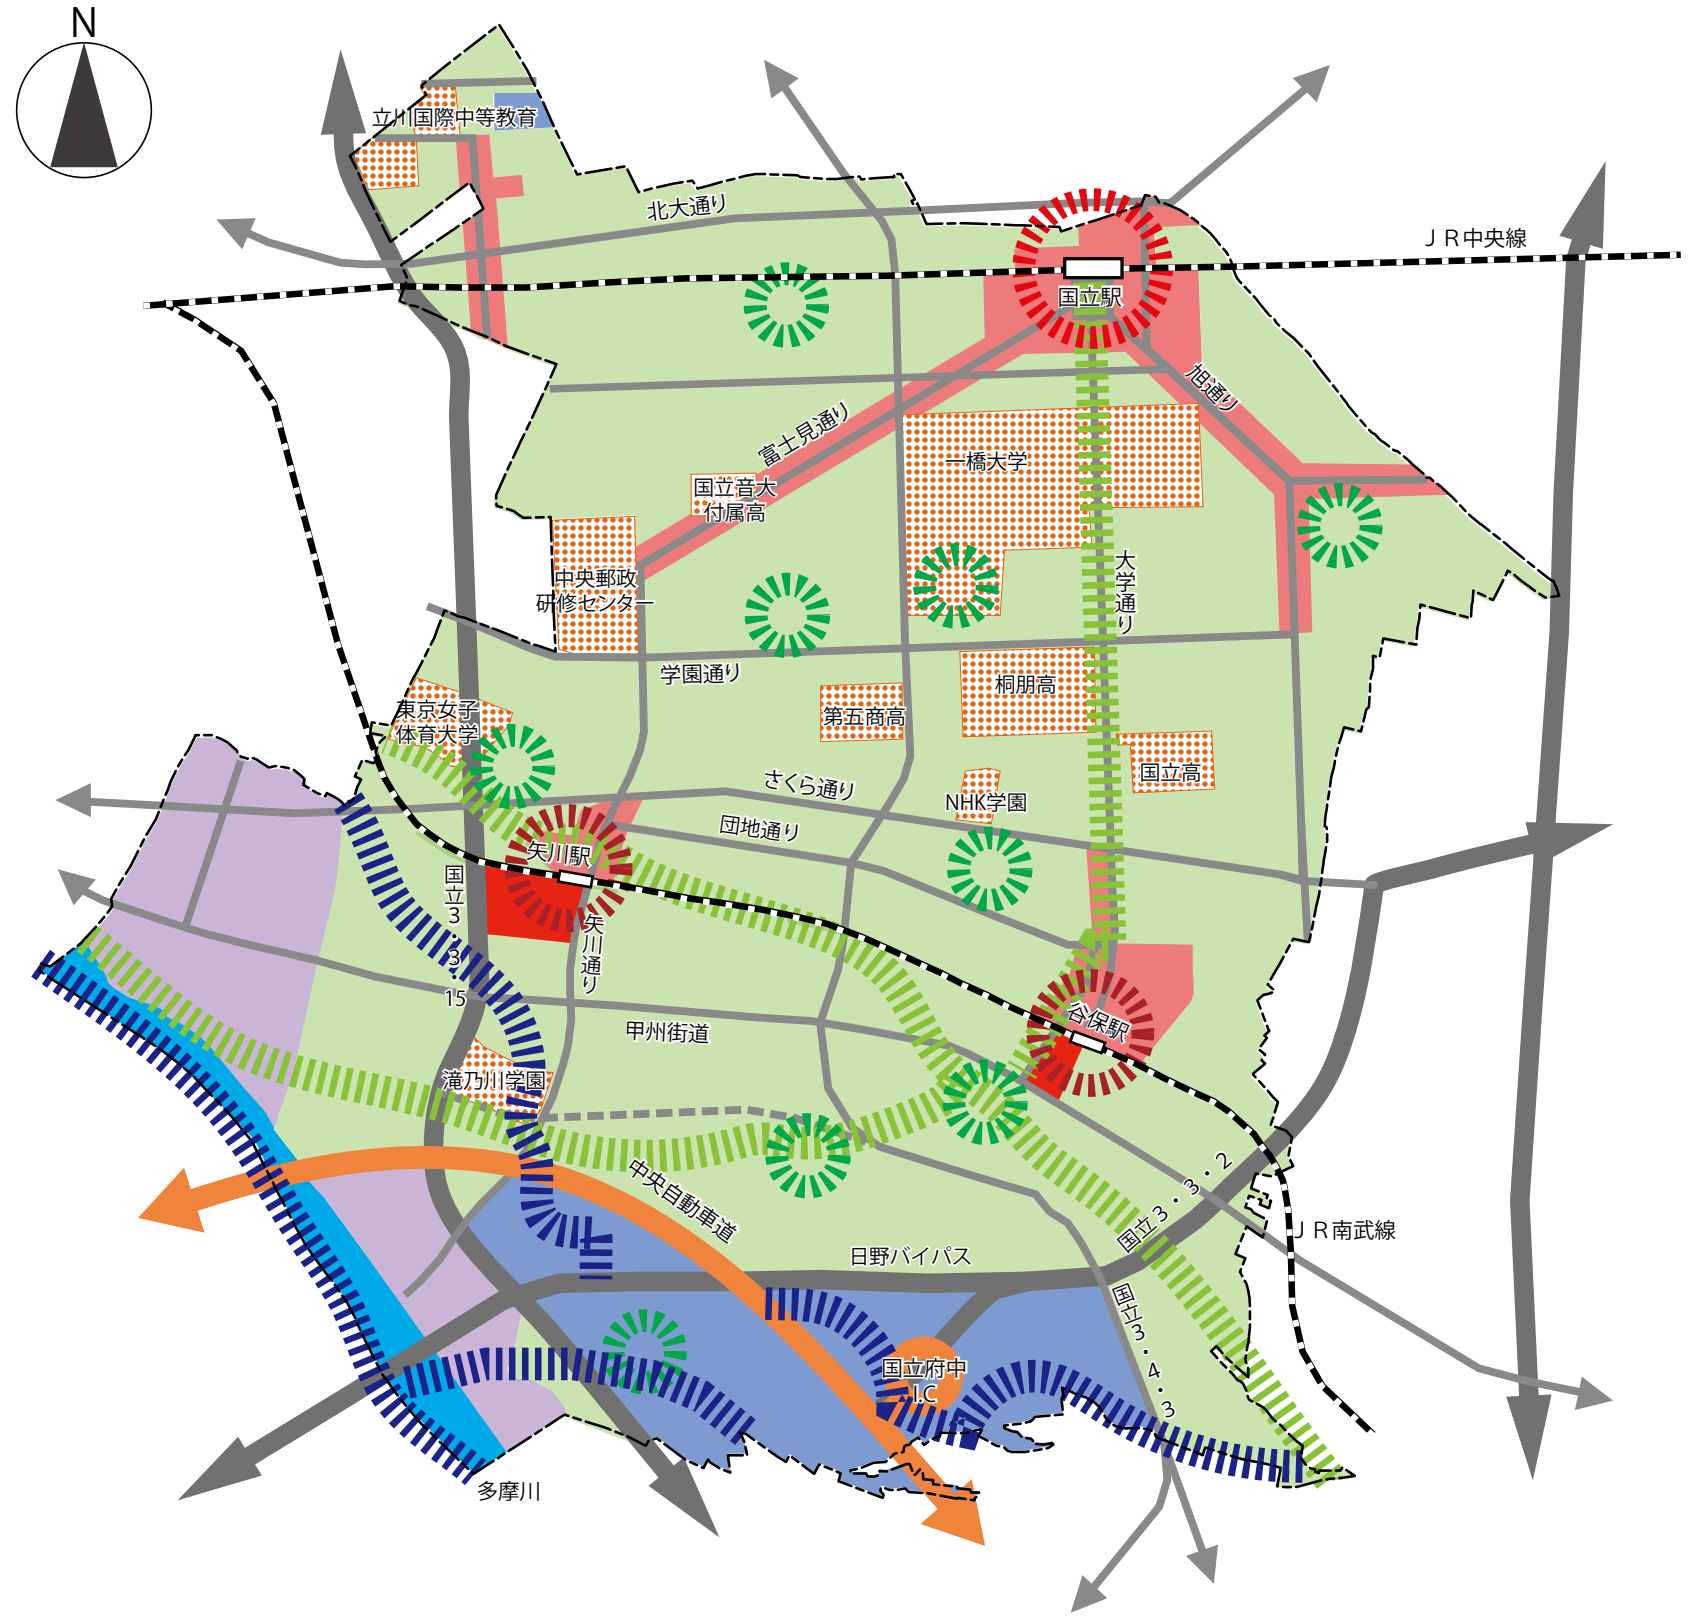 N
立川国際中等教育
北大通り
ＪＲ中央線
国立駅
旭通り
富士見通り
一橋大学
国立音大
付属高
中央郵政
研修センター
大学通り
学園通り
桐朋高
第五商高
東京女子
体育大学
国立高
さくら通り
NHK学園
団地通り
矢川駅
国立3・3・15
矢川通り
谷保駅
甲州街道
滝乃川学園
中央自動車道
国立3・3・2
ＪＲ南武線
日野バイパス
国立3・4・3
国立府中
I.C
多摩川